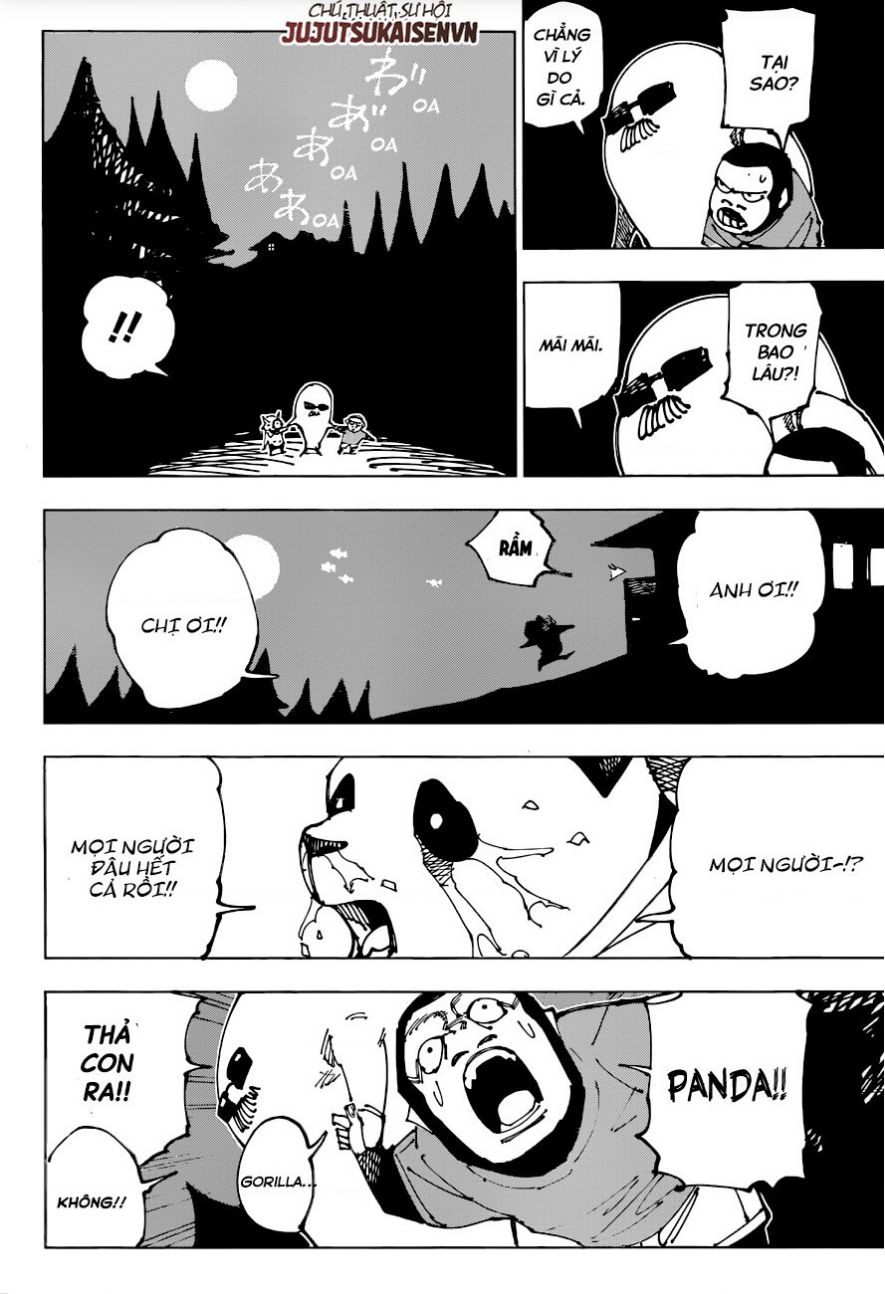 CHÚ THUẬT SƯ HỘI
JUJUTSUKAISENVN
TẠI
SAO?
CHẲNG
VÌ LÝ
DO
GÌ CẢ.
TRONG
BAO
LÂU?!
MÃI MÃI.
わ"
OA
あ"
OA
あ
OA
あ
あ
OA
!!
ANH ƠI!!
RẦM
CHỊ ƠI!!
MỌI NGƯỜI-!?
MỌI NGƯỜI
ĐÂU HẾT
CẢ RỒI!!
PANDA!!
GORILLA...
THẢ
CON
RA!!
KHÔNG!!